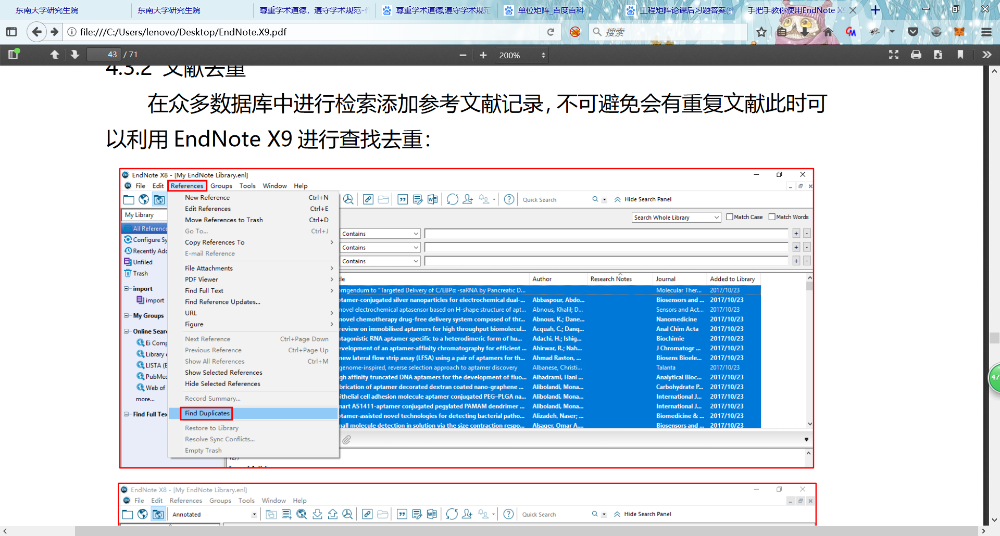 东南大学研究生院
东南大学研究生院
尊重学术道德，遵守学术规范-
尊重学术道德,遵守学术规范
单位矩阵_百度百科
工程矩阵论课后习题答案
手把手教你使用EndNote X
file:///C:/Users/lenovo/Desktop/EndNote.X9.pdf
搜索
43 / 71
200%
4.3.2 文献去重
在众多数据库中进行检索添加参考文献记录，不可避免会有重复文献此时可
以利用 EndNote X9 进行查找去重：
EndNote X8 - [My EndNote Library.enl]
File Edit References Groups Tools Window Help
Quick Search
Hide Search Panel
My Library
Search Whole Library
Match Case
Match Words
All Reference
Configure Sy
Recently Add
Unfiled
Trash
import
import
My Groups
Online Searc
Ei Comp
Library
LISTA (E
PubMed
Web of
more...
Find Full Tex
New Reference Ctrl+N
Edit References Ctrl+E
Move References to Trash Ctrl+D
Go To... Ctrl+J
Copy References To
E-mail Reference
File Attachments
PDF Viewer
Find Full Text
Find Reference Updates...
URL
Figure
Next Reference Ctrl+Page Down
Previous Reference Ctrl+Page Up
Show All References Ctrl+M
Show Selected References
Hide Selected References
Record Summary...
Find Duplicates
Restore to Library
Resolve Sync Conflicts...
Empty Trash
Contains
Contains
Contains
tle Author Research Notes Journal Added to Library
rrigendum to “Targeted Delivery of C/EBPα -saRNA by Pancreatic D... Molecular Ther... 2017/10/23
tamer-conjugated silver nanoparticles for electrochemical dual-... Abbaspour, Abdo... Biosensors and ... 2017/10/23
novel electrochemical aptasensor based on H-shape structure of apt... Abnous, Khalil; D... Sensors and Act... 2017/10/23
novel chemotherapy drug-free delivery system composed of thr... Abnous, K.; Dane... Nanomedicine 2017/10/23
review on immobilised aptamers for high throughput biomolecul... Acquah, C.; Danq... Anal Chim Acta 2017/10/23
ntagonistic RNA aptamer specific to a heterodimeric form of hu... Adachi, H.; Ishig... Biochimie 2017/10/23
evelopment of an aptamer-affinity chromatography for efficient ... Ahirwar, R.; Nah... J Chromatogr ... 2017/10/23
new lateral flow strip assay (LFSA) using a pair of aptamers for th... Ahmad Raston, ... Biosens Bioele... 2017/10/23
genome-inspired, reverse selection approach to aptamer discovery Albanese, Christi... Talanta 2017/10/23
gh affinity truncated DNA aptamers for the development of fluo... Alhadrami, Hani ... Analytical Bioc... 2017/10/23
brication of aptamer decorated dextran coated nano-graphene ... Alibolandi, Mona... Carbohydrate P... 2017/10/23
ithelial cell adhesion molecule aptamer conjugated PEG-PLGA na... Alibolandi, Mona... International J... 2017/10/23
nart AS1411-aptamer conjugated pegylated PAMAM dendrimer ... Alibolandi, Mona... International J... 2017/10/23
tamer-assisted novel technologies for detecting bacterial patho... Alizadeh, Naser; ... Biomedicine & ... 2017/10/23
nall molecule detection in solution via the size contraction respo... Alsager, Omar A.... Biosensors and ... 2017/10/23
47
EndNote X8 - [My EndNote Library.enl]
File Edit References Groups Tools Window Help
Annotated
Quick Search
Hide Search Panel